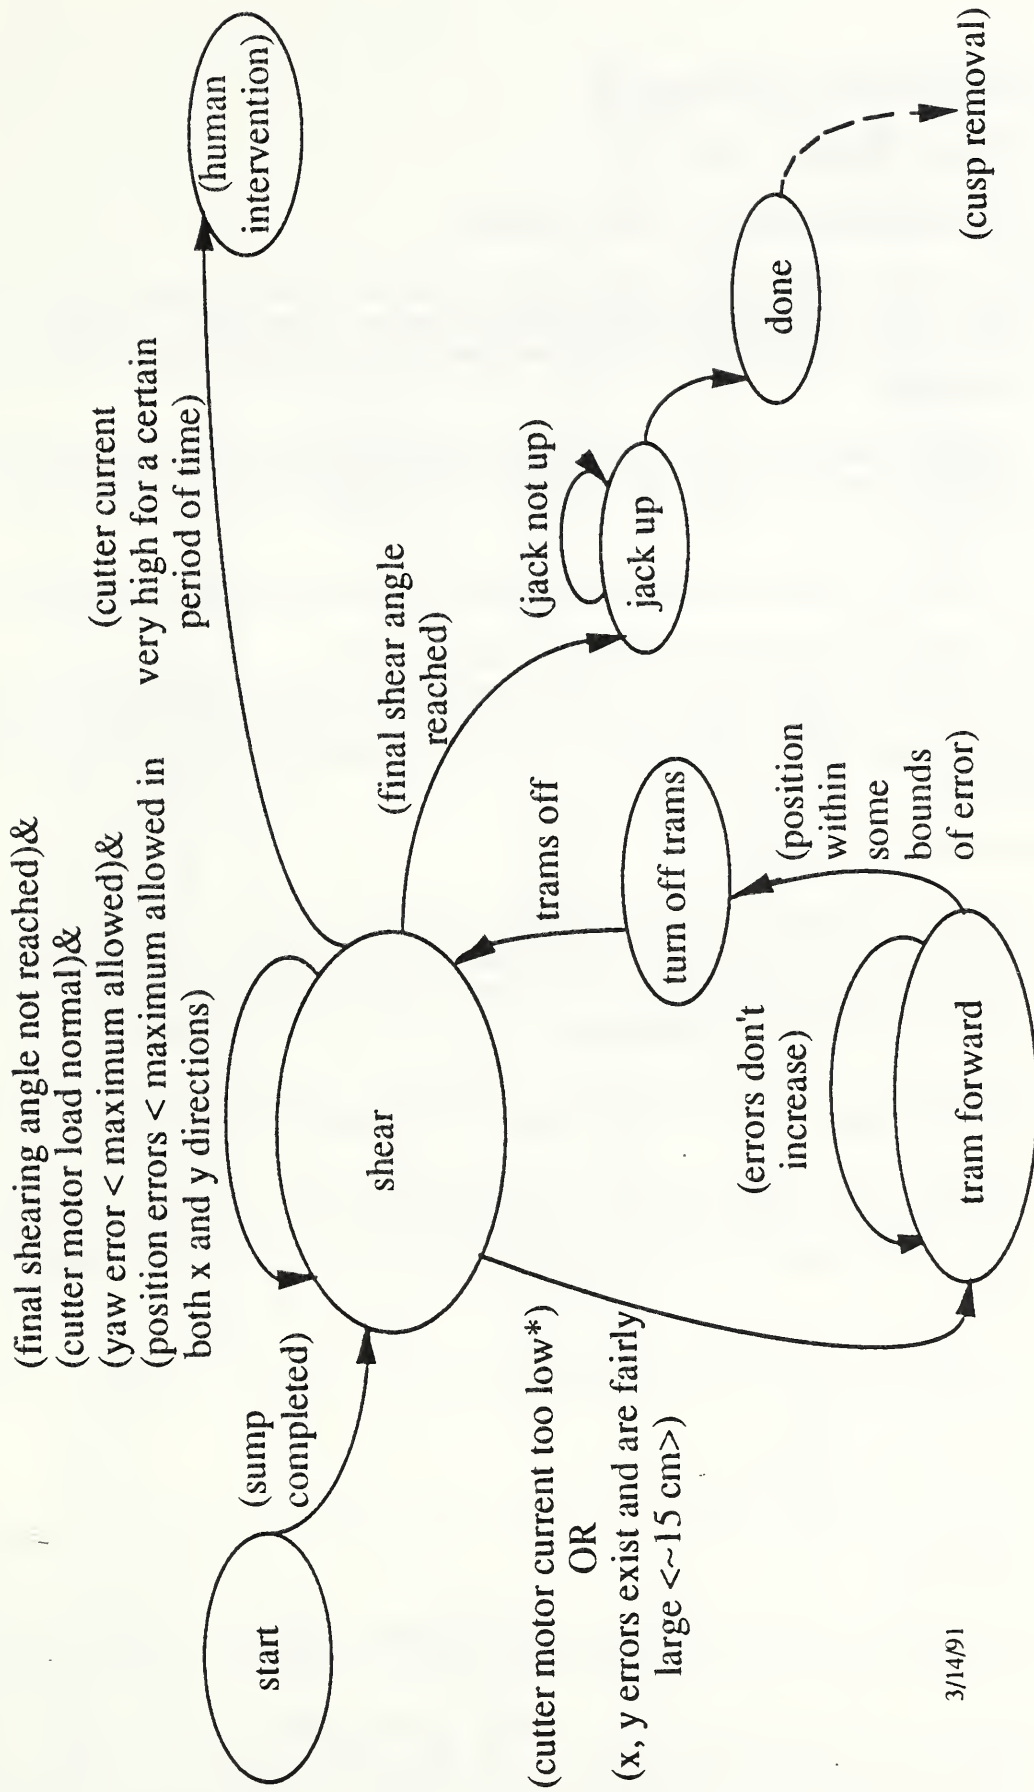 (final shearing angle not reached)&
(cutter motor load normal)&
(yaw error < maximum allowed)&
(position errors < maximum allowed in
both x and y directions)
(cutter current
very high for a certain
period of time)
(human
intervention)
(sump
completed)
start
shear
(final shear angle
reached)
(jack not up)
jack up
done
(cusp removal)
trams off
turn off trams
(position
within
some
bounds
of error)
(errors don't
increase)
tram forward
(cutter motor current too low*)
OR
(x, y errors exist and are fairly
large <~15 cm>)
3/14/91